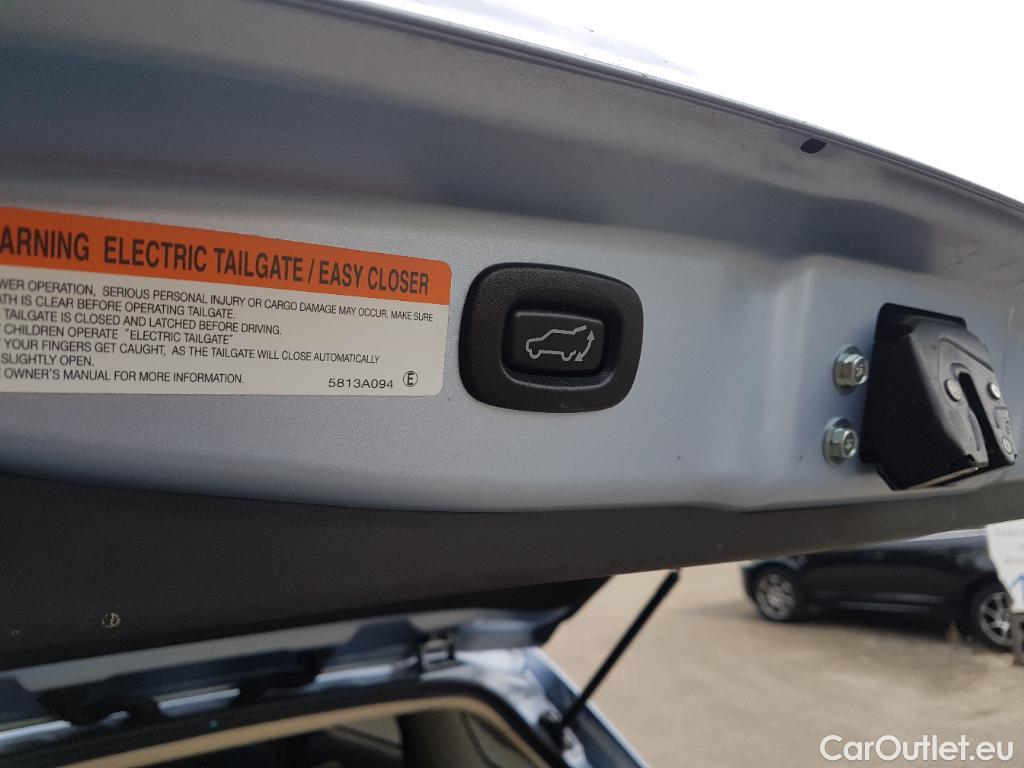 ARNING ELECTRIC TAILGATE / EASY CLOSER
WER OPERATION, SERIOUS PERSONAL INJURY OR CARGO DAMAGE MAY OCCUR. MAKE SURE
ATH IS CLEAR BEFORE OPERATING TAILGATE.
TAILGATE IS CLOSED AND LATCHED BEFORE DRIVING.
CHILDREN OPERATE "ELECTRIC TAILGATE"
YOUR FINGERS GET CAUGHT, AS THE TAILGATE WILL CLOSE AUTOMATICALLY
SLIGHTLY OPEN.
OWNER'S MANUAL FOR MORE INFORMATION.
5813A094 Ⓔ
CarOutlet.eu